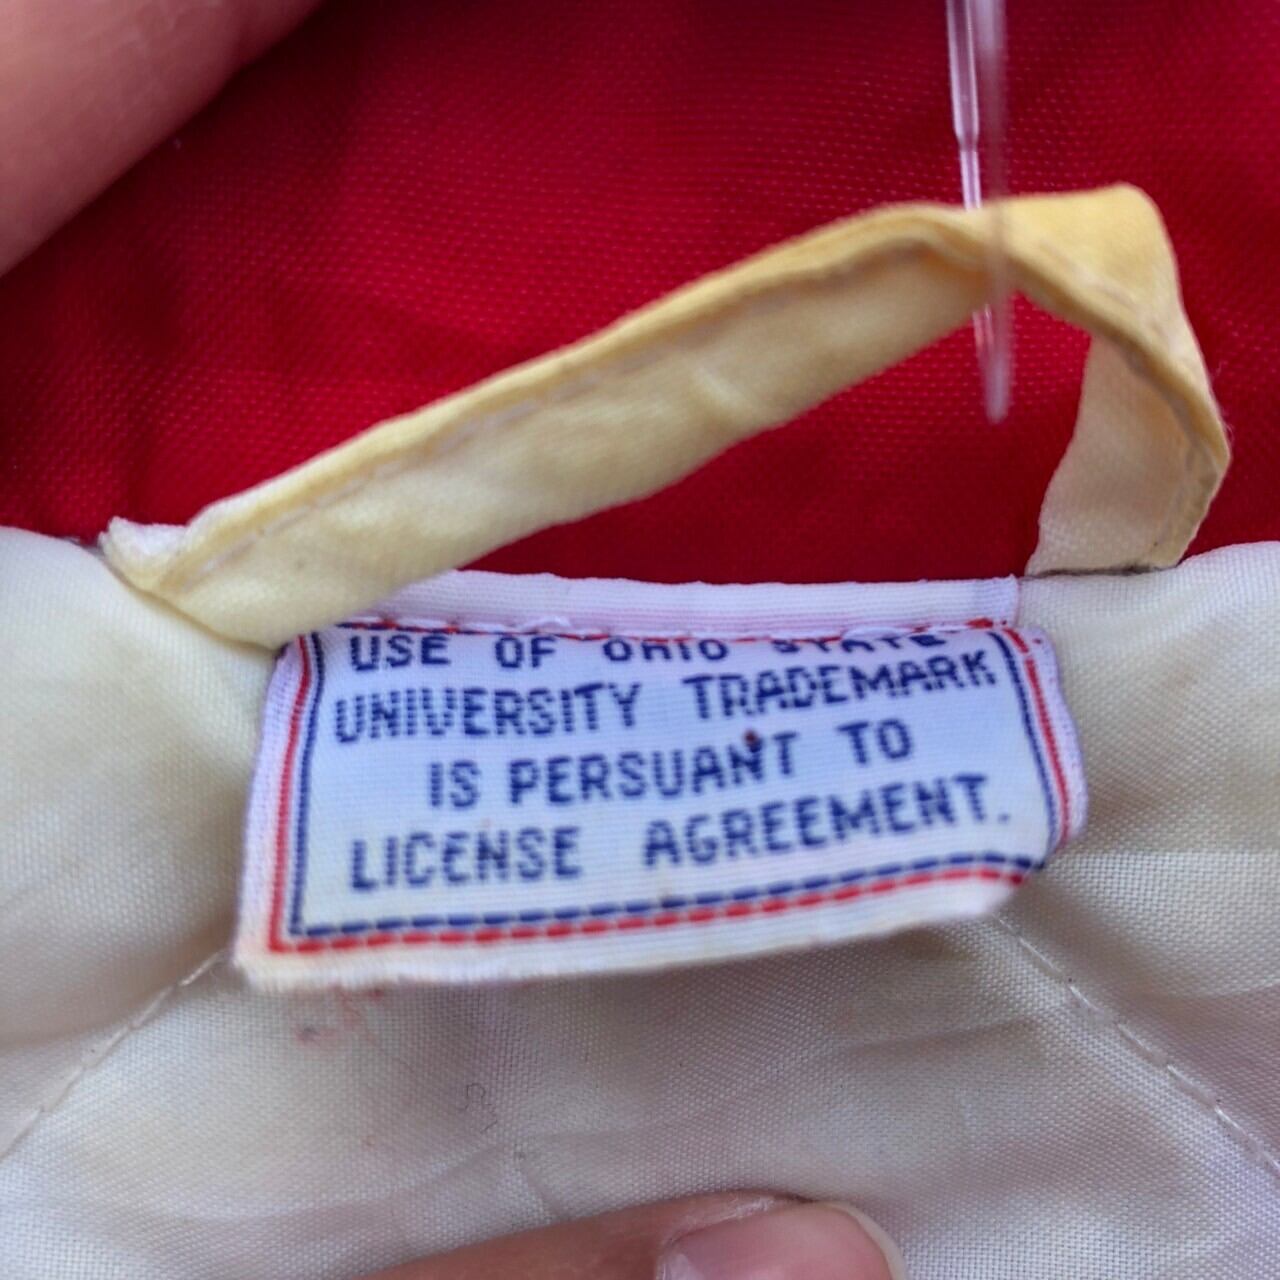 USE OF OHIO STATE
UNIVERSITY TRADEMARK
IS PERSUANT TO
LICENSE AGREEMENT.